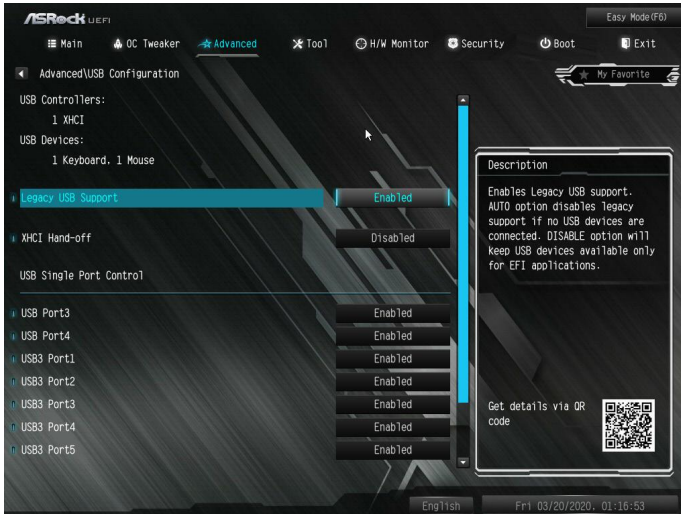 ASRock UEFI
Easy Mode(F6)
Main OC Tweaker Advanced Tool H/W Monitor Security Boot Exit
Advanced\USB Configuration
My Favorite
USB Controllers:
1 XHCI
USB Devices:
1 Keyboard. 1 Mouse
Legacy USB Support Enabled
XHCI Hand-off Disabled
USB Single Port Control
USB Port3 Enabled
USB Port4 Enabled
USB3 Port1 Enabled
USB3 Port2 Enabled
USB3 Port3 Enabled
USB3 Port4 Enabled
USB3 Port5 Enabled
Description
Enables Legacy USB support.
AUTO option disables legacy
support if no USB devices are
connected. DISABLE option will
keep USB devices available only
for EFI applications.
Get details via QR
code
English
Fri 03/20/2020. 01:16:53